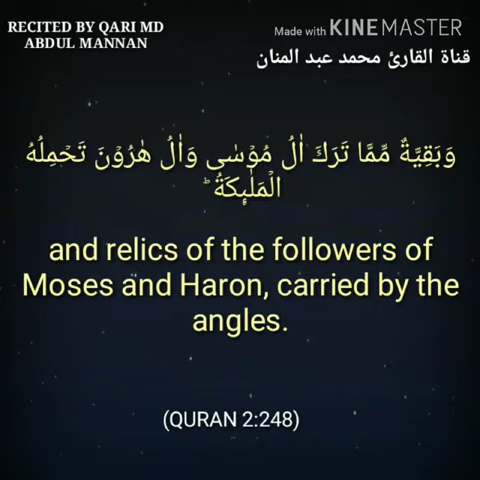 RECITED BY QARI MD
ABDUL MANNAN
Made with KINEMASTER
قناة القارئ محمد عبد المنان
وَبَقِيَّةٌ مِّمَّا تَرَكَ اٰلُ مُوْسٰى وَاٰلُ هٰرُوْنَ تَحْمِلُهُ
الْمَلٰٓئِكَةُ ؕ
and relics of the followers of
Moses and Haron, carried by the
angles.
(QURAN 2:248)